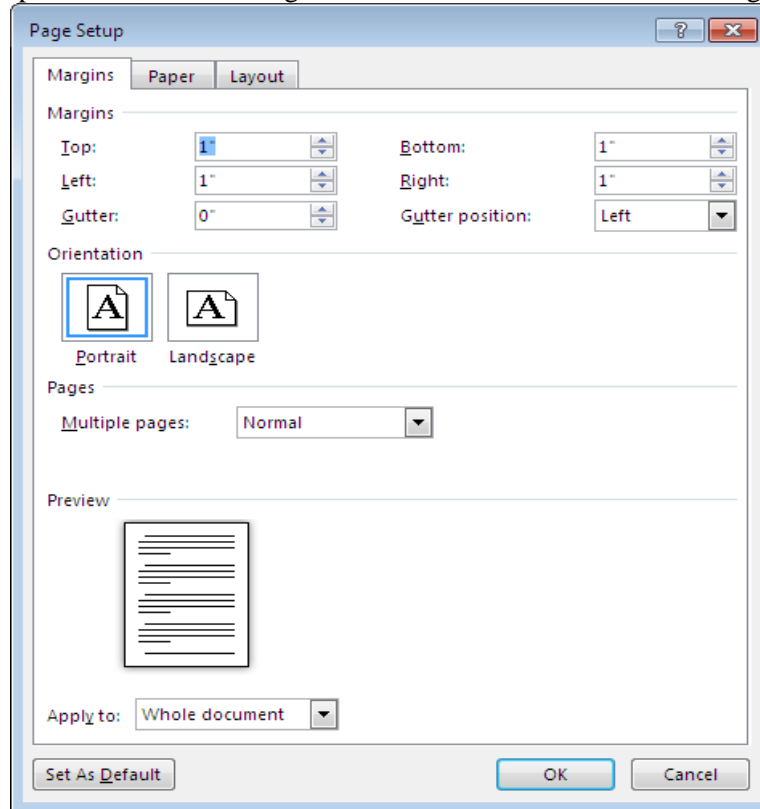 Page Setup
Margins Paper Layout
Margins
Top: 1" Bottom: 1"
Left: 1" Right: 1"
Gutter: 0" Gutter position: Left
Orientation
A A
Portrait Landscape
Pages
Multiple pages: Normal
Preview
Apply to: Whole document
Set As Default OK Cancel